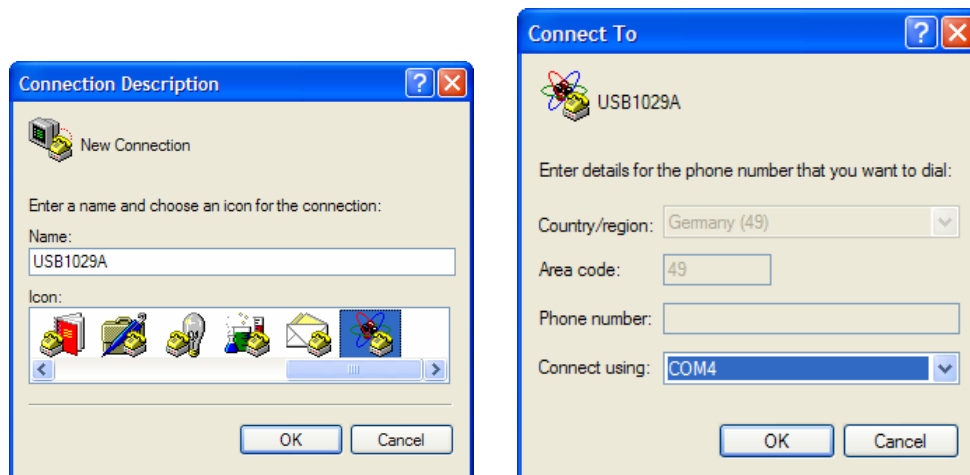 Connection Description
New Connection
Enter a name and choose an icon for the connection:
Name:
USB1029A
Icon:
OK
Cancel
Connect To
USB1029A
Enter details for the phone number that you want to dial:
Country/region: Germany (49)
Area code: 49
Phone number:
Connect using: COM4
OK
Cancel